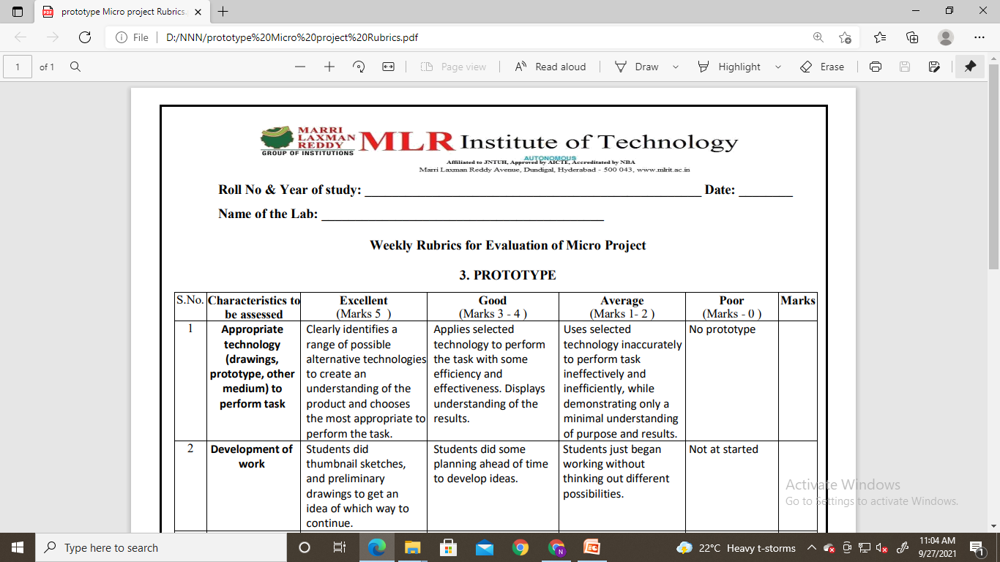 prototype Micro project Rubrics.
File
D:/NNN/prototype%20Micro%20project%20Rubrics.pdf
1 of 1
Page view
Read aloud
Draw
Highlight
Erase
MARRI
LAXMAN
REDDY
GROUP OF INSTITUTIONS
MLR Institute of Technology
AUTONOMOUS
Affiliated to JNTUH, Approved by AICTE, Accreditated by NBA
Marri Laxman Reddy Avenue, Dundigal, Hyderabad - 500 043, www.mlrit.ac.in
Roll No & Year of study: Date:
Name of the Lab:
Weekly Rubrics for Evaluation of Micro Project
3. PROTOTYPE
S.No.
Characteristics to
be assessed
Excellent
(Marks 5 )
Good
(Marks 3 - 4 )
Average
(Marks 1- 2 )
Poor
(Marks - 0 )
Marks
1
Appropriate
technology
(drawings,
prototype, other
medium) to
perform task
Clearly identifies a
range of possible
alternative technologies
to create an
understanding of the
product and chooses
the most appropriate to
perform the task.
Applies selected
technology to perform
the task with some
efficiency and
effectiveness. Displays
understanding of the
results.
Uses selected
technology inaccurately
to perform task
ineffectively and
inefficiently, while
demonstrating only a
minimal understanding
of purpose and results.
No prototype
2
Development of
work
Students did
thumbnail sketches,
and preliminary
drawings to get an
idea of which way to
continue.
Students did some
planning ahead of time
to develop ideas.
Students just began
working without
thinking out different
possibilities.
Not at started
Activate Windows
Go to Settings to activate Windows.
Type here to search
N
22°C Heavy t-storms
11:04 AM
9/27/2021
1